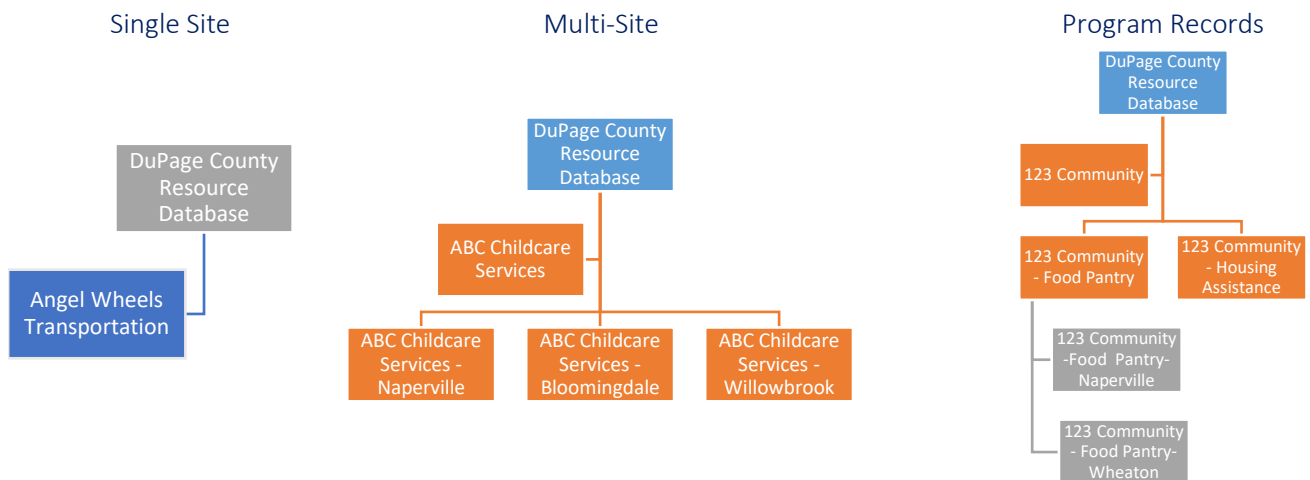 Single Site
DuPage County
Resource
Database
Angel Wheels
Transportation
Multi-Site
DuPage County
Resource
Database
ABC Childcare
Services
ABC Childcare
Services -
Naperville
ABC Childcare
Services -
Bloomingdale
ABC Childcare
Services -
Willowbrook
Program Records
DuPage County
Resource
Database
123 Community
123 Community
- Food Pantry
123 Community
- Housing
Assistance
123 Community
-Food Pantry-
Naperville
123 Community
- Food Pantry-
Wheaton